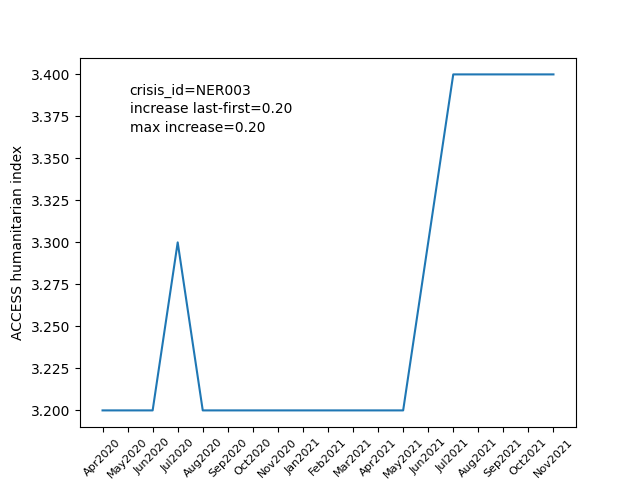 3.400
3.375
3.350
3.325
3.300
3.275
3.250
3.225
3.200
ACCESS humanitarian index
crisis_id=NER003
increase last-first=0.20
max increase=0.20
Apr2020
May2020
Jun2020
Jul2020
Aug2020
Sep2020
Oct2020
Nov2020
Jan2021
Feb2021
Mar2021
Apr2021
May2021
Jun2021
Jul2021
Aug2021
Sep2021
Oct2021
Nov2021